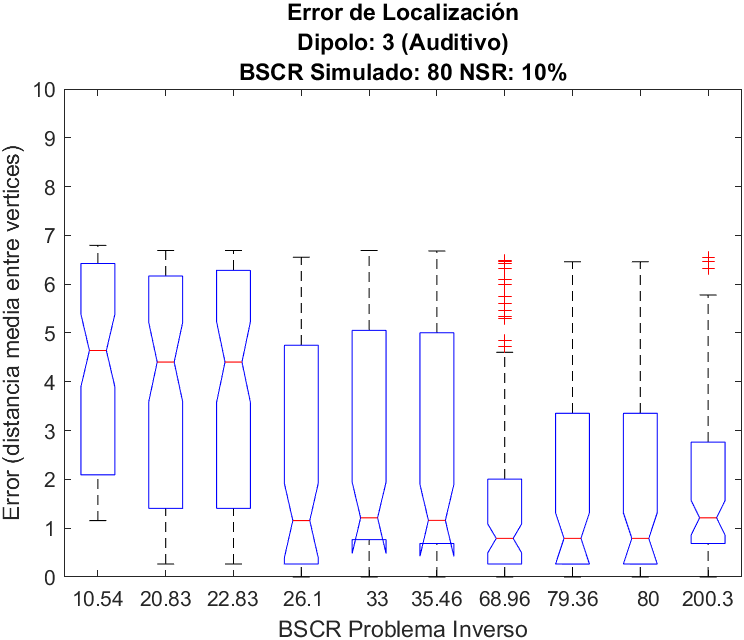 Error de Localización
Dipolo: 3 (Auditivo)
BSCR Simulado: 80 NSR: 10%
Error (distancia media entre vertices)
10
9
8
7
6
5
4
3
2
1
0
10.54 20.83 22.83 26.1 33 35.46 68.96 79.36 80 200.3
BSCR Problema Inverso